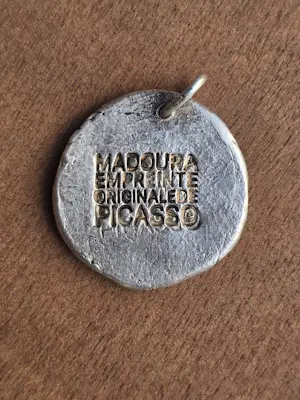 MADOURA
EMPREINTE
ORIGINALE DE
PICASSO